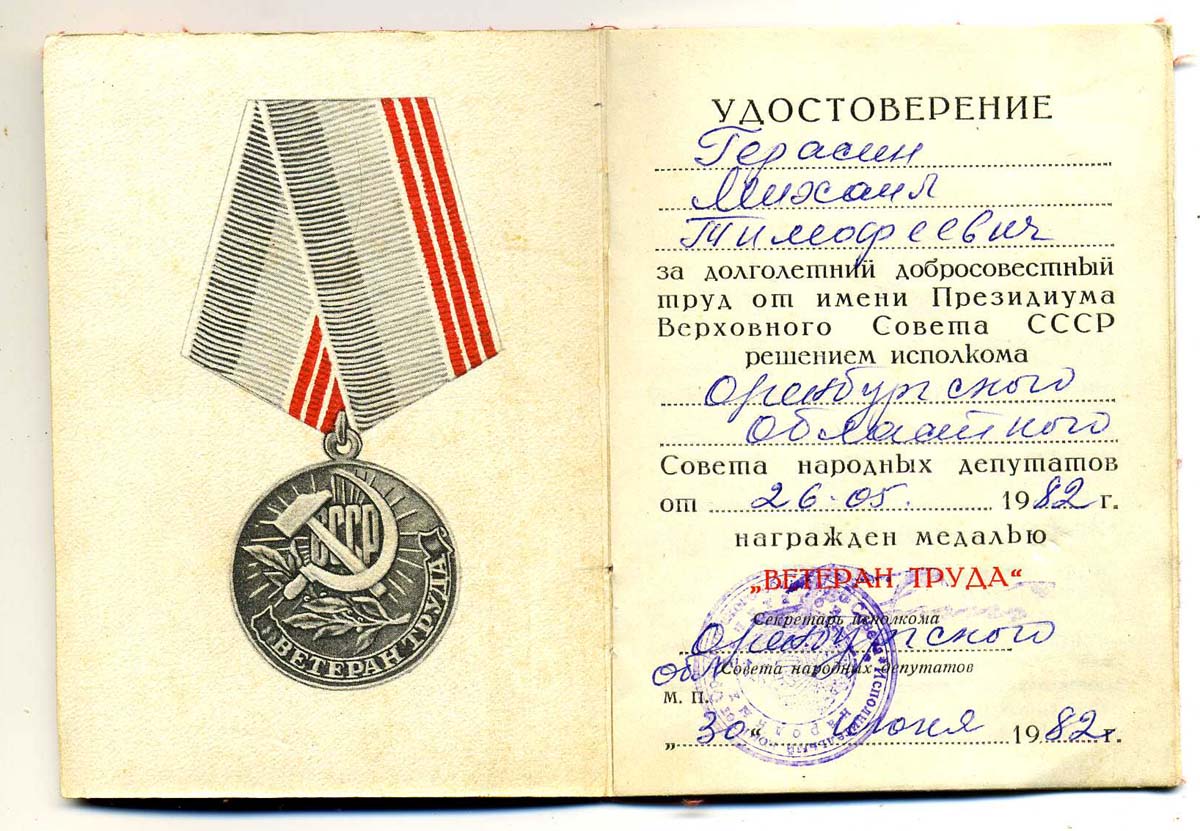 СССР
ВЕТЕРАН ТРУДА
УДОСТОВЕРЕНИЕ
Герасин
Михаил
Тимофеевич
за долголетний добросовестный
труд от имени Президиума
Верховного Совета СССР
решением исполкома
Оренбургского
Областного
Совета народных депутатов
от 26.05. 1982 г.
награжден медалью
„ВЕТЕРАН ТРУДА“
Секретарь исполкома
Оренбургского
Обл Совета народных депутатов
М. П.
„30“ июня 1982 г.